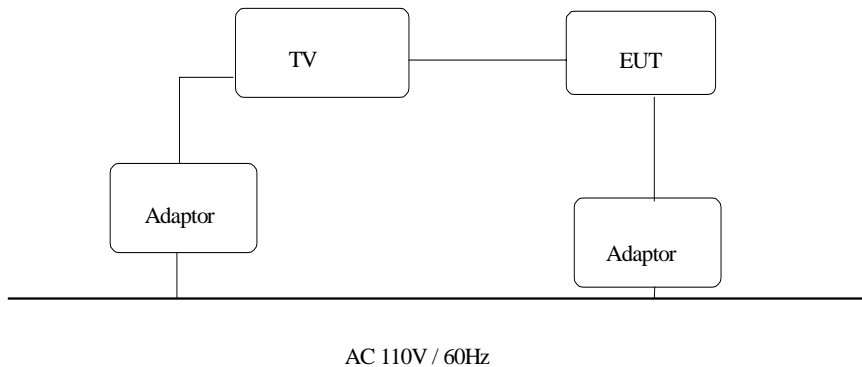 TV
EUT
Adaptor
Adaptor
AC 110V / 60Hz